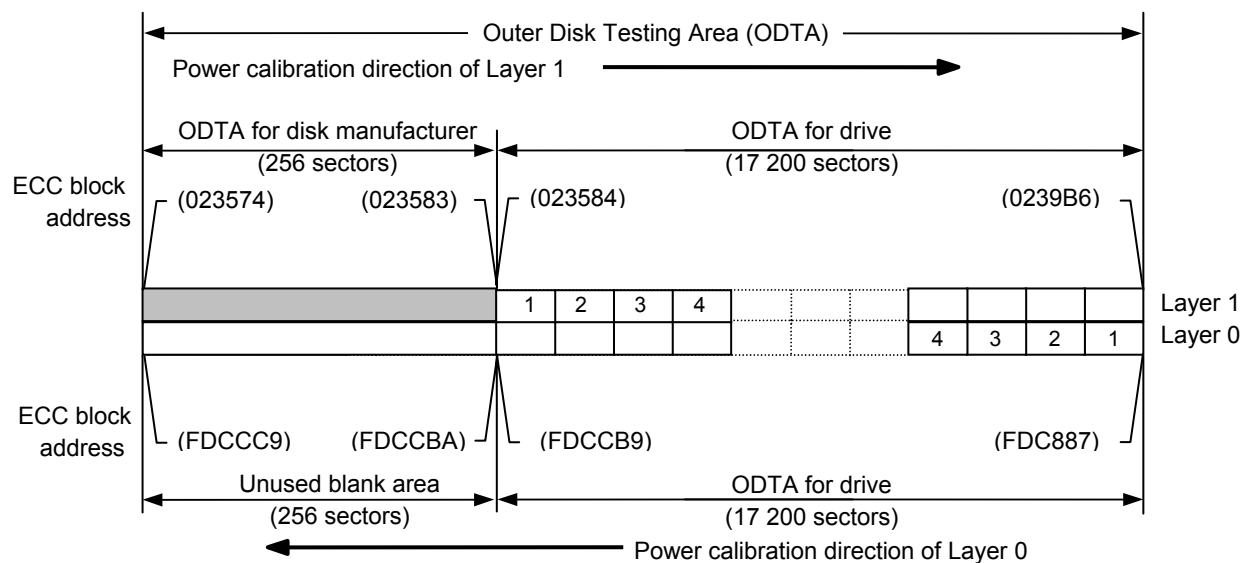 Outer Disk Testing Area (ODTA)
Power calibration direction of Layer 1
ODTA for disk manufacturer ODTA for drive
(256 sectors) (17 200 sectors)
ECC block address
(023574) (023583) (023584) (0239B6)
1 2 3 4 Layer 1
4 3 2 1 Layer 0
ECC block address
(FDCCC9) (FDCCBA) (FDCCB9) (FDC887)
Unused blank area ODTA for drive
(256 sectors) (17 200 sectors)
Power calibration direction of Layer 0